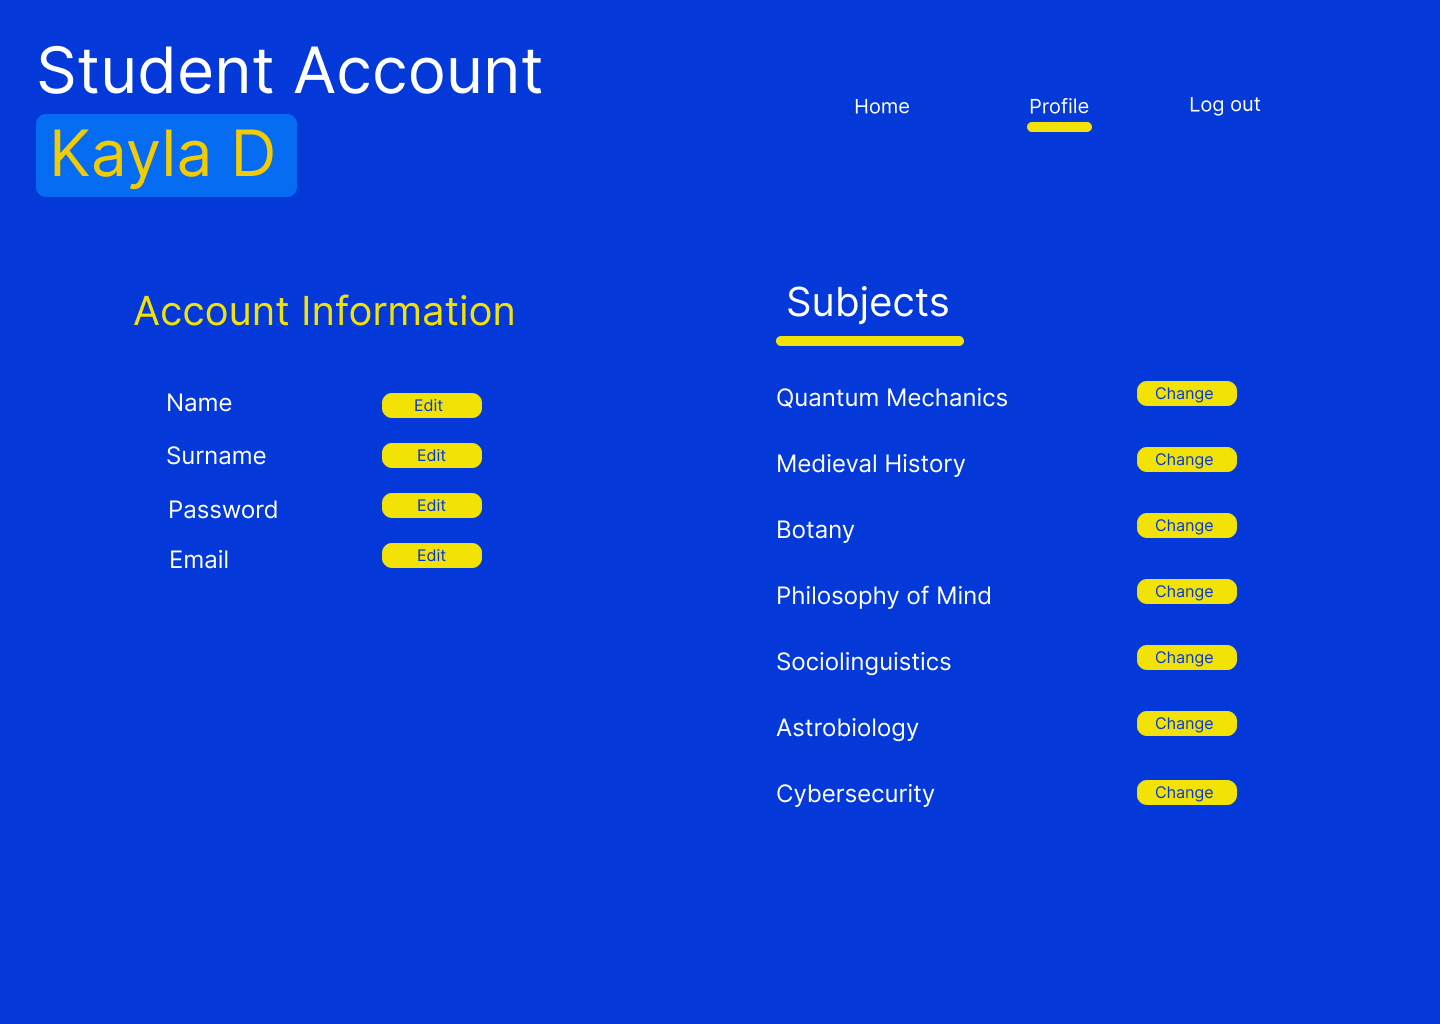 Student Account
Kayla D
Home
Profile
Log out
Account Information
Name
Edit
Surname
Edit
Password
Edit
Email
Edit
Subjects
Quantum Mechanics
Change
Medieval History
Change
Botany
Change
Philosophy of Mind
Change
Sociolinguistics
Change
Astrobiology
Change
Cybersecurity
Change